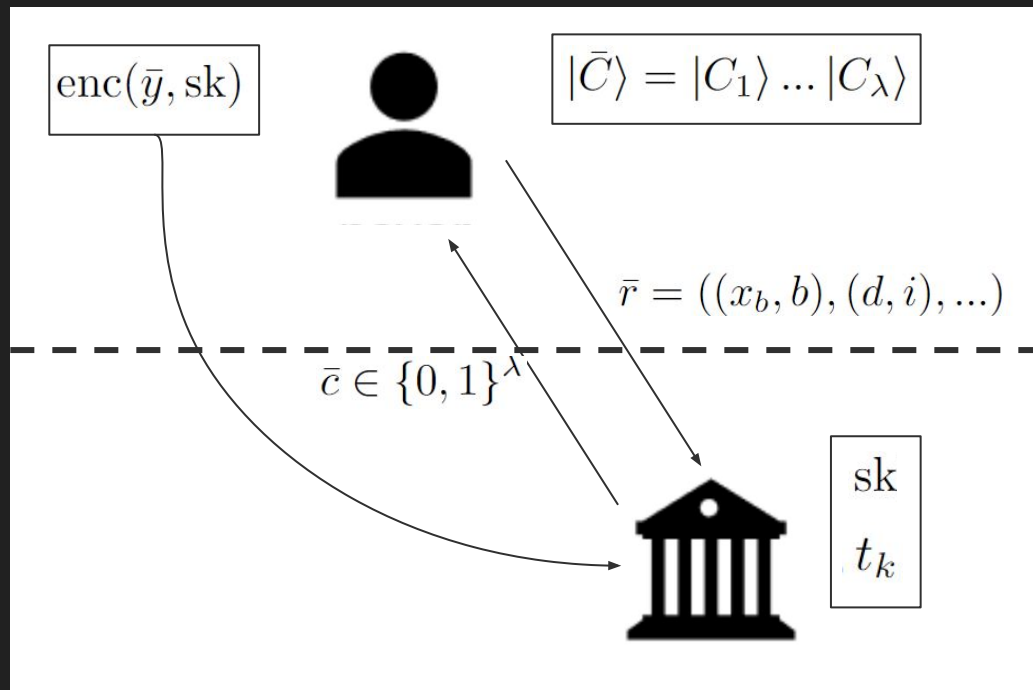 enc(ȳ, sk)
|C̄⟩ = |C₁⟩ ... |C_λ⟩
r̄ = ((x_b, b), (d, i), ...)
c̄ ∈ {0, 1}^λ
sk
t_k